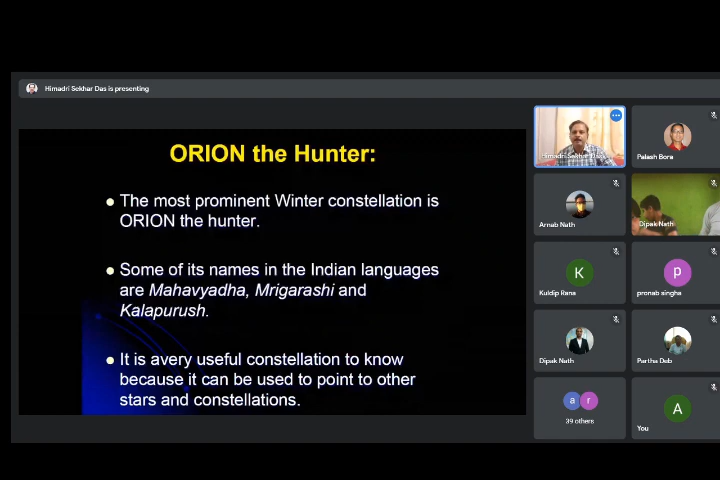 Himadri Sekhar Das is presenting
ORION the Hunter:
The most prominent Winter constellation is
ORION the hunter.
Some of its names in the Indian languages
are Mahavyadha, Mrigarashi and
Kalapurush.
It is avery useful constellation to know
because it can be used to point to other
stars and constellations.
Himadri Sekhar Das
Palash Bora
Arnab Nath
Dipak Nath
K
Kuldip Rana
p
pronab singha
Dipak Nath
Partha Deb
a r
39 others
A
You